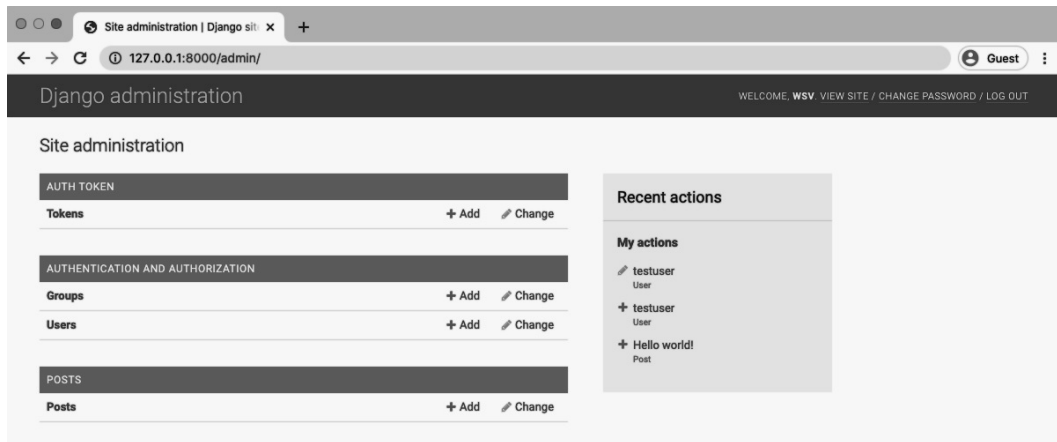 Site administration | Django sit
127.0.0.1:8000/admin/
Guest
Django administration
WELCOME, WSV. VIEW SITE / CHANGE PASSWORD / LOG OUT
Site administration
AUTH TOKEN
Tokens + Add Change
AUTHENTICATION AND AUTHORIZATION
Groups + Add Change
Users + Add Change
POSTS
Posts + Add Change
Recent actions
My actions
testuser
User
+ testuser
User
+ Hello world!
Post